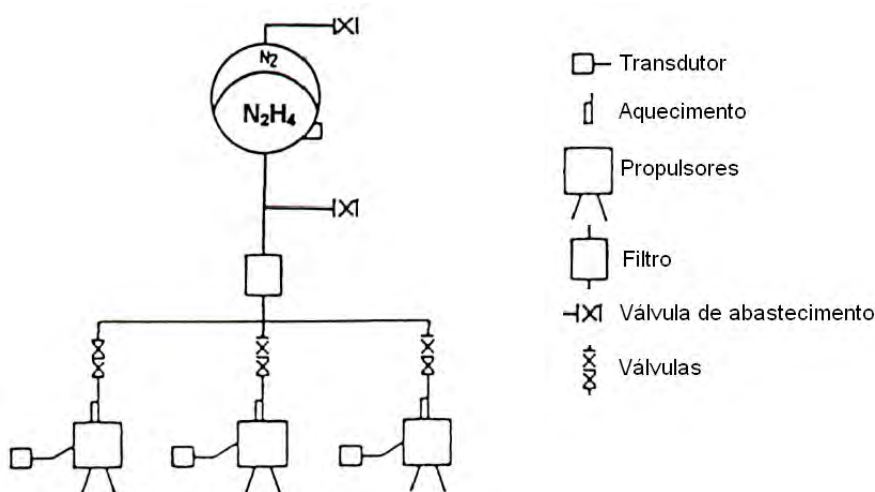 N2
N2H4
Transdutor
Aquecimento
Propulsores
Filtro
Válvula de abastecimento
Válvulas